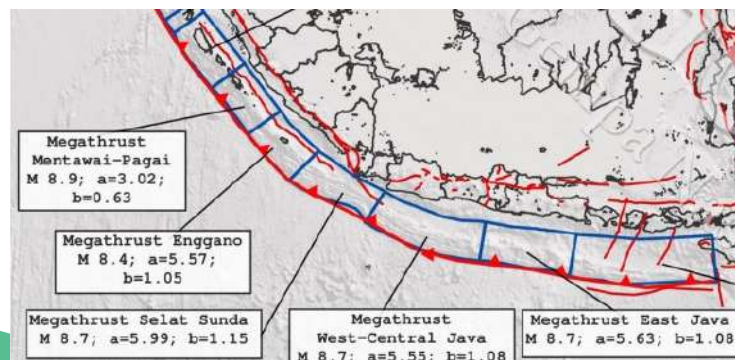 Megathrust
Mentawai-Pagai
M 8.9; a=3.02;
b=0.63
Megathrust Enggano
M 8.4; a=5.57;
b=1.05
Megathrust Selat Sunda
M 8.7; a=5.99; b=1.15
Megathrust
West-Central Java
M 8.7; a=5.55; b=1.08
Megathrust East Java
M 8.7; a=5.63; b=1.08